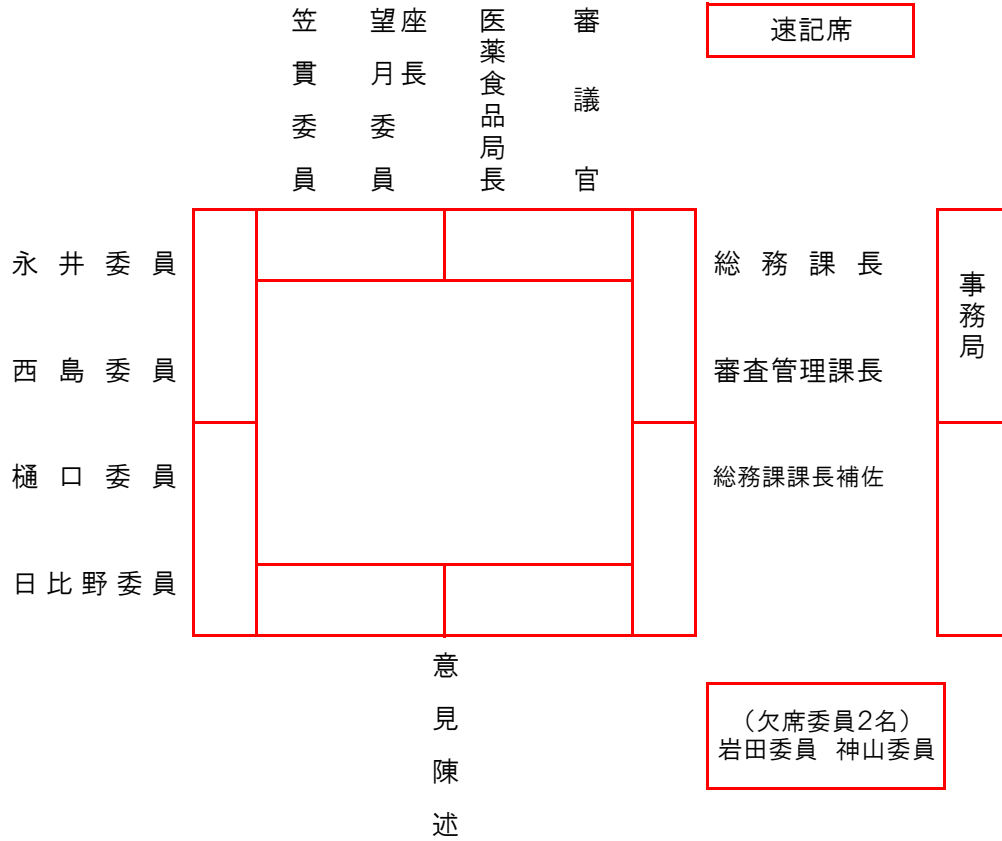 笠貫委員
座長
望月委員
医薬食品局長
審議官
速記席
永井委員
西島委員
樋口委員
日比野委員
総務課長
審査管理課長
総務課課長補佐
事務局
意見陳述
（欠席委員2名）
岩田委員 神山委員